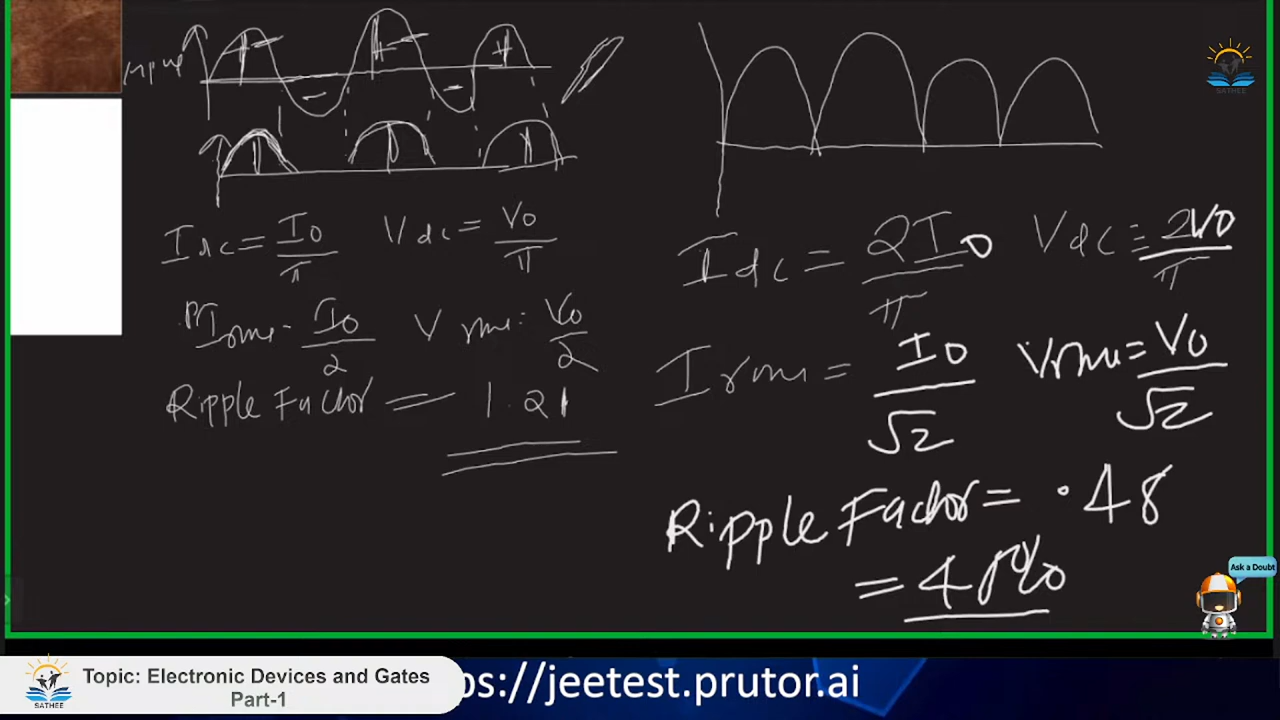 Input
SATHEE
Idc = I0/π Vdc = V0/π
Irms = I0/2 Vrms = V0/2
Ripple Factor = 1.21
Idc = 2I0/π Vdc = 2V0/π
Irms = I0/√2 Vrms = V0/√2
Ripple Factor = .48
= 48%
Ask a Doubt
Topic: Electronic Devices and Gates
Part-1
SATHEE
ps://jeetest.prutor.ai